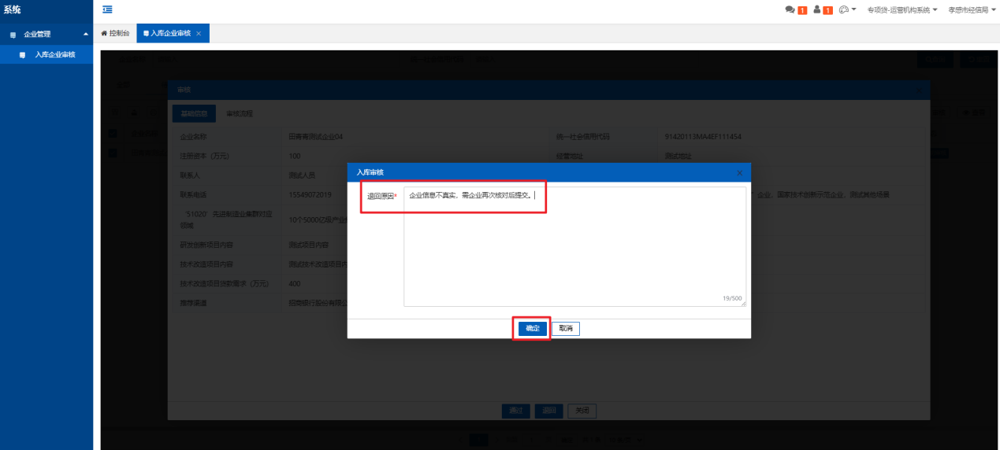 系统
1 1 专项贷-运营机构系统 孝感市经信局
企业管理
控制台 入库企业审核 ×
入库企业审核
审核
基础信息 审核流程
企业名称 田青青测试企业04 统一社会信用代码 91420113MA4EF111454
注册资本（万元） 100 经营地址 测试地址
联系人 测试人员
入库审核 ×
联系电话 15549072019 退回原因* 企业信息不真实，需企业再次核对后提交。 企业、国家技术创新示范企业、测试其他场景
‘51020’先进制造业集群对应
领域 10个5000亿级产业
研发创新项目内容 测试项目内容
技术改造项目内容 测试技术改造项目内
技术改造项目贷款需求（万元） 400
推荐渠道 招商银行股份有限公
19/500
确定 取消
通过 退回 关闭